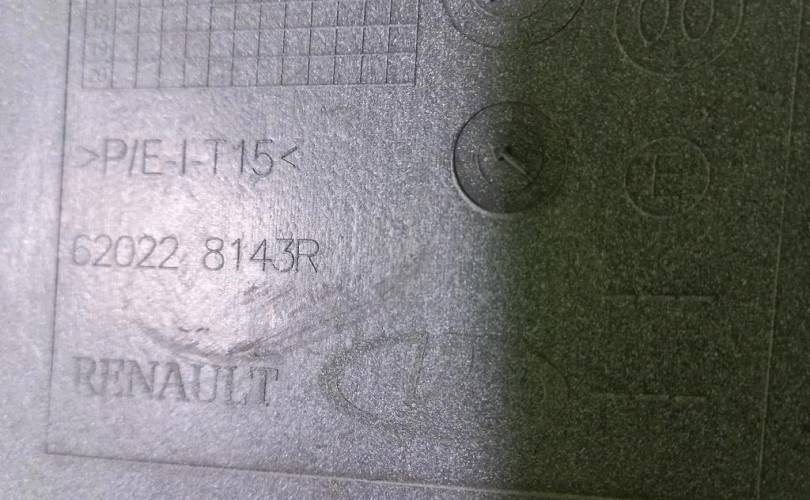 >P/E-I-T15<
62022 8143R
RENAULT